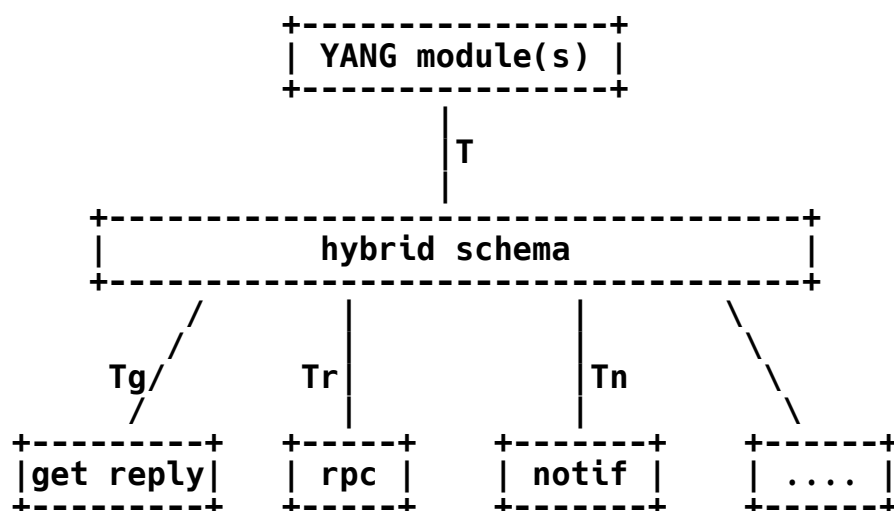 YANG module(s)
T
hybrid schema
Tg Tr Tn
get reply rpc notif ....